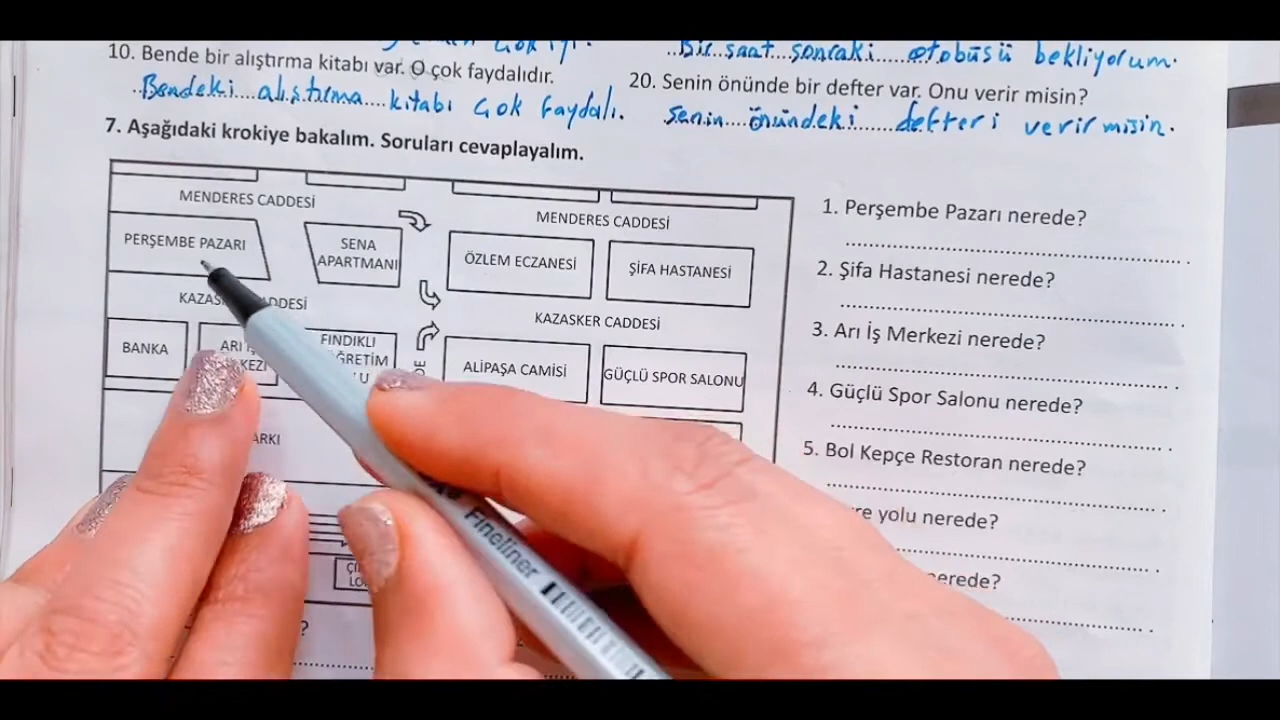 10. Bende bir alıştırma kitabı var. O çok faydalıdır.
Bendeki alıştırma kitabı çok faydalı.
Bir saat sonraki otobüsü bekliyorum.
20. Senin önünde bir defter var. Onu verir misin?
senin önündeki defteri verir misin.
7. Aşağıdaki krokiye bakalım. Soruları cevaplayalım.
MENDERES CADDESİ
MENDERES CADDESİ
PERŞEMBE PAZARI
SENA
APARTMANI
ÖZLEM ECZANESİ
ŞİFA HASTANESİ
KAZASKER CADDESİ
BANKA
FINDIKLI
ALİPAŞA CAMİSİ
GÜÇLÜ SPOR SALONU
1. Perşembe Pazarı nerede?
2. Şifa Hastanesi nerede?
3. Arı İş Merkezi nerede?
4. Güçlü Spor Salonu nerede?
5. Bol Kepçe Restoran nerede?
yolu nerede?
Fineliner